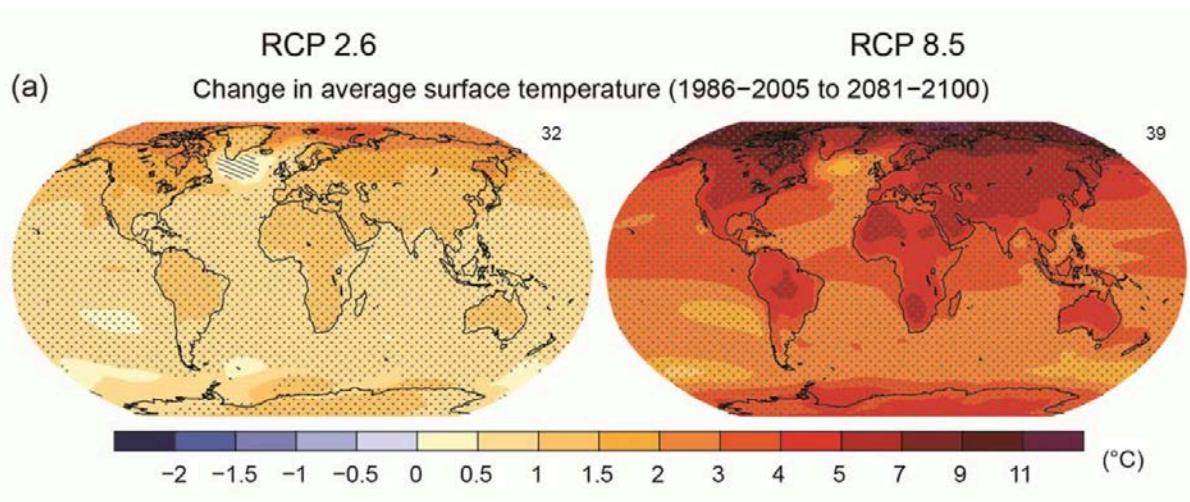 RCP 2.6 RCP 8.5
(a) Change in average surface temperature (1986−2005 to 2081−2100)
32 39
−2 −1.5 −1 −0.5 0 0.5 1 1.5 2 3 4 5 7 9 11 (°C)